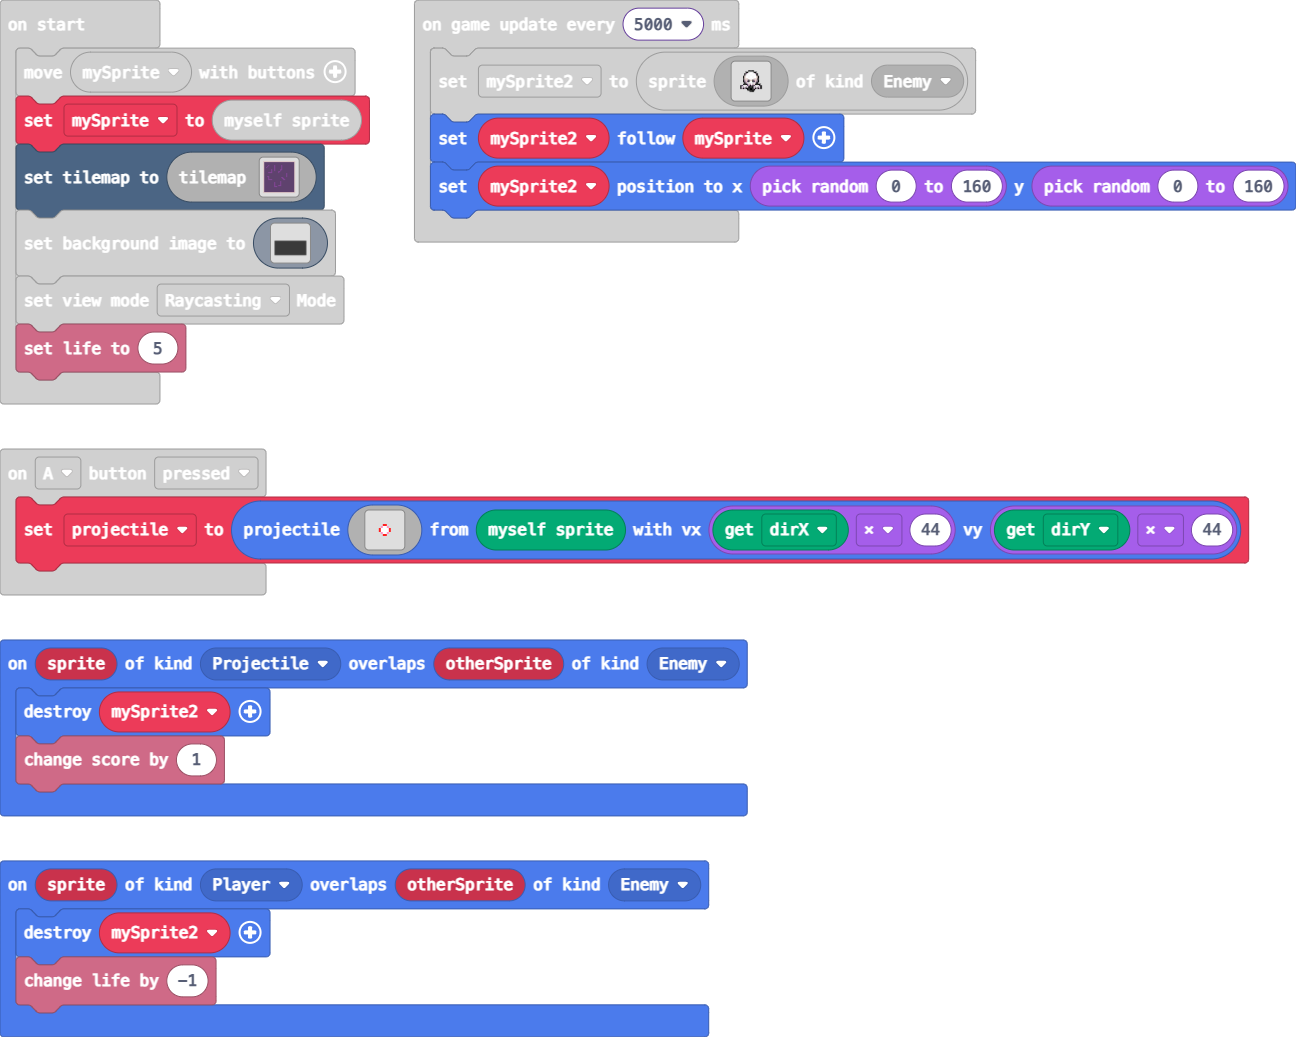 on start
move mySprite with buttons
set mySprite to myself sprite
set tilemap to tilemap
set background image to
set view mode Raycasting Mode
set life to 5
on game update every 5000 ms
set mySprite2 to sprite of kind Enemy
set mySprite2 follow mySprite
set mySprite2 position to x pick random 0 to 160 y pick random 0 to 160
on A button pressed
set projectile to projectile from myself sprite with vx get dirX × 44 vy get dirY × 44
on sprite of kind Projectile overlaps otherSprite of kind Enemy
destroy mySprite2
change score by 1
on sprite of kind Player overlaps otherSprite of kind Enemy
destroy mySprite2
change life by −1